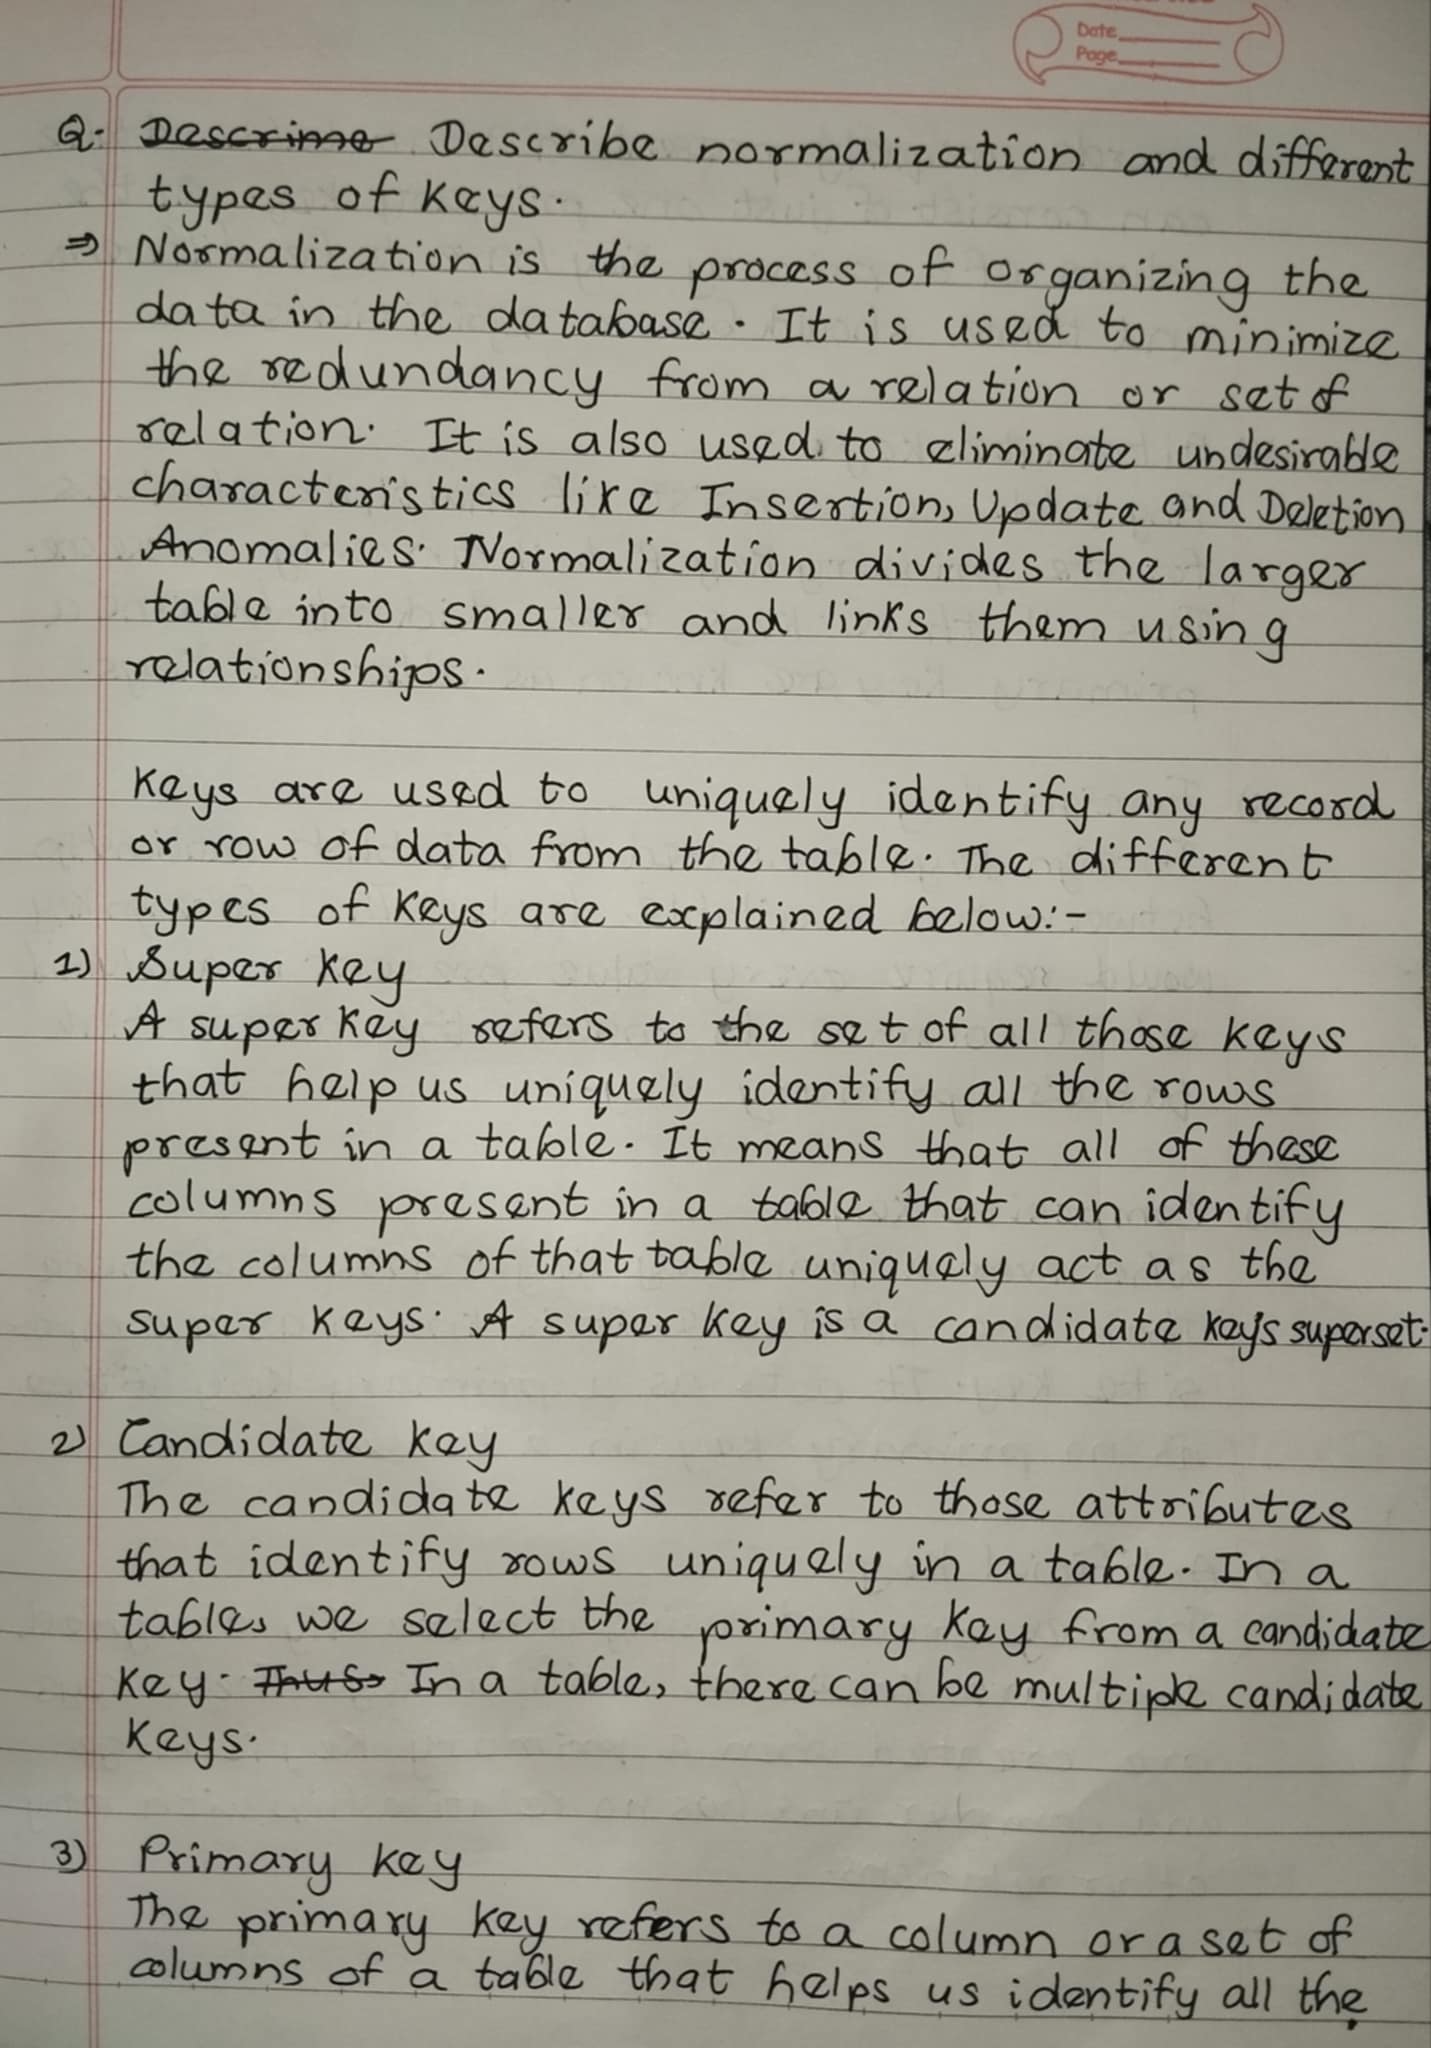 Date
Page
Q. Descrime Describe normalization and different
types of keys.
⇒ Normalization is the process of organizing the
data in the database. It is used to minimize
the redundancy from a relation or set of
relation. It is also used to eliminate undesirable
characteristics like Insertion, Update and Deletion
Anomalies. Normalization divides the larger
table into smaller and links them using
relationships.
Keys are used to uniquely identify any record
or row of data from the table. The different
types of keys are explained below:-
1) Super key
A super key refers to the set of all those keys
that help us uniquely identify all the rows
present in a table. It means that all of these
columns present in a table that can identify
the columns of that table uniquely act as the
super keys. A super key is a candidate key's superset.
2) Candidate key
The candidate keys refer to those attributes
that identify rows uniquely in a table. In a
table, we select the primary key from a candidate
key. Thus, In a table, there can be multiple candidate
keys.
3) Primary key
The primary key refers to a column or a set of
columns of a table that helps us identify all the